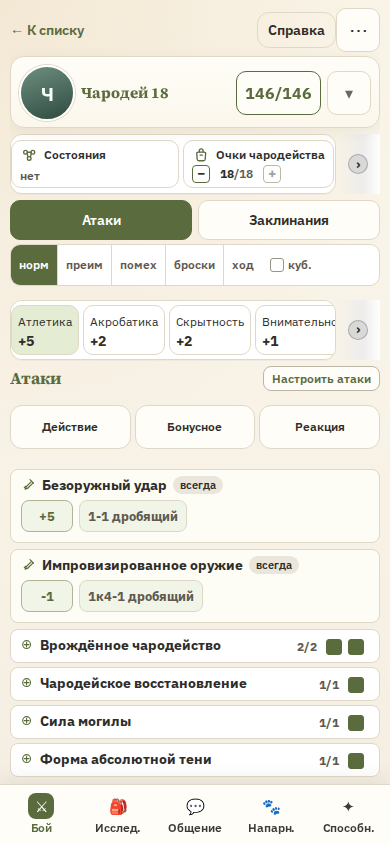 ← К списку
Справка
...
Ч
Чародей 18
146/146
▾
Состояния
нет
Очки чародейства
− 18/18 +
›
Атаки
Заклинания
норм преим помех броски ход куб.
Атлетика Акробатика Скрытность
+5 +2 +2 +1
›
Атаки
Настроить атаки
Действие Бонусное Реакция
Безоружный удар всегда
+5 1-1 дробящий
Импровизированное оружие всегда
-1 1к4-1 дробящий
Врождённое чародейство 2/2
Чародейское восстановление 1/1
Сила могилы 1/1
Форма абсолютной тени 1/1
Бой Исслед. Общение Напарн. Способн.